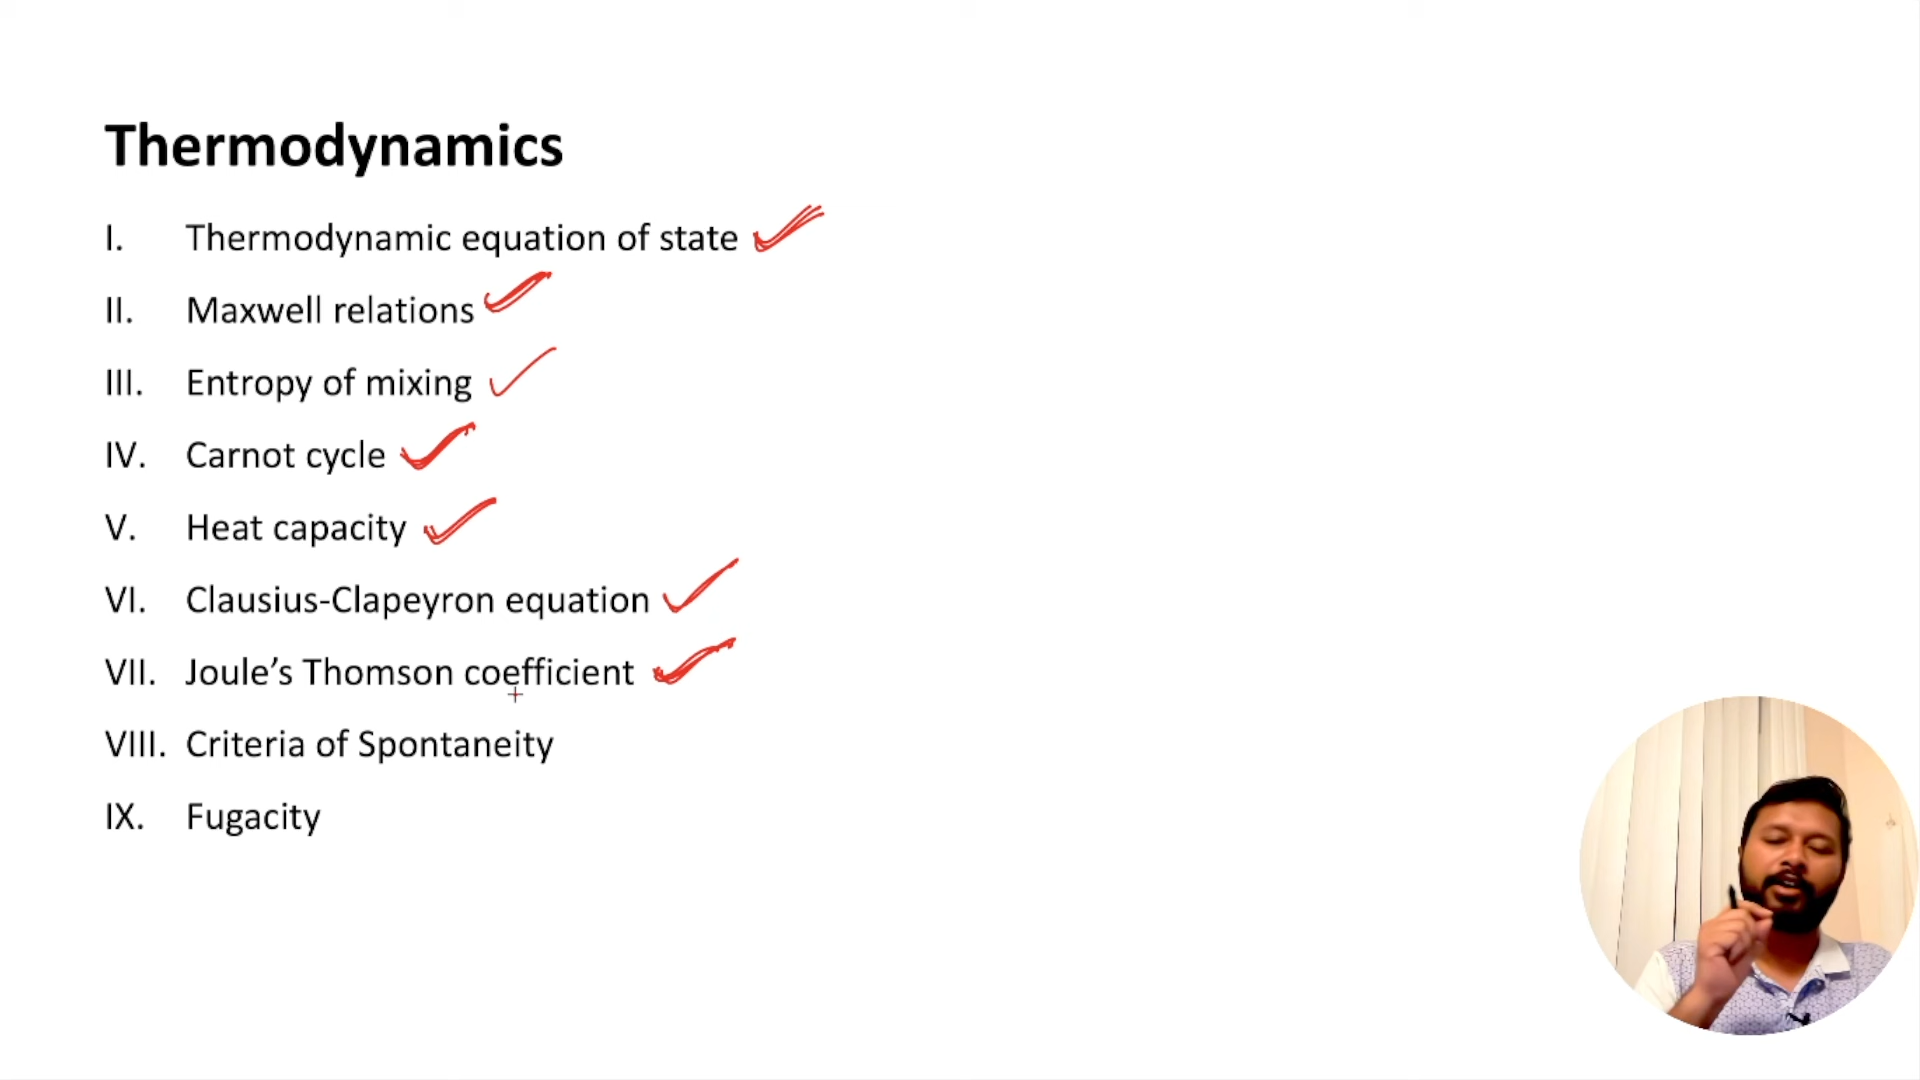 Thermodynamics
I. Thermodynamic equation of state
II. Maxwell relations
III. Entropy of mixing
IV. Carnot cycle
V. Heat capacity
VI. Clausius-Clapeyron equation
VII. Joule’s Thomson coefficient
VIII. Criteria of Spontaneity
IX. Fugacity